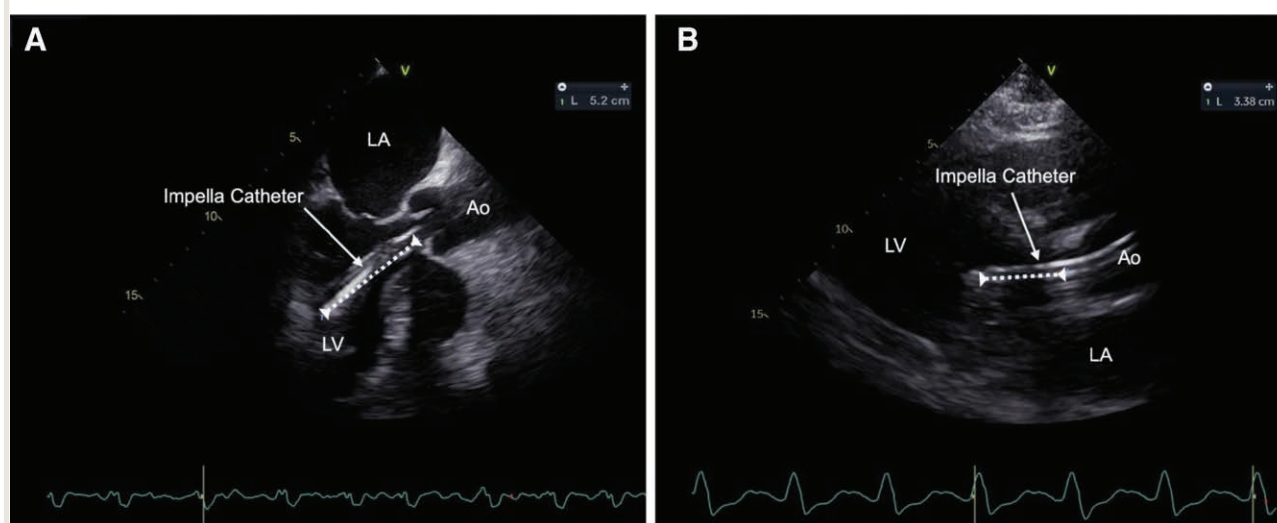 A
V
1 L 5.2 cm
5
LA
Impella Catheter
Ao
10
15
LV
B
V
1 L 3.38 cm
5
Impella Catheter
10
LV
Ao
15
LA